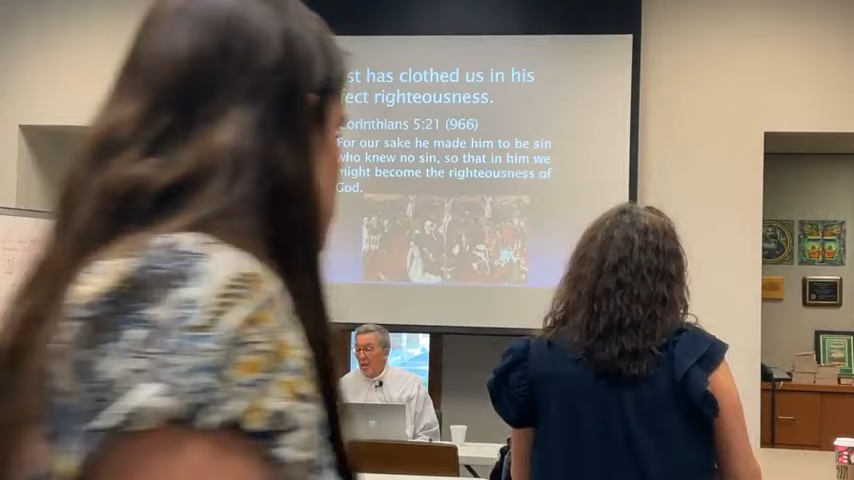 st has clothed us in his
fect righteousness.
Corinthians 5:21 (966)
For our sake he made him to be sin
who knew no sin, so that in him we
might become the righteousness of
God.